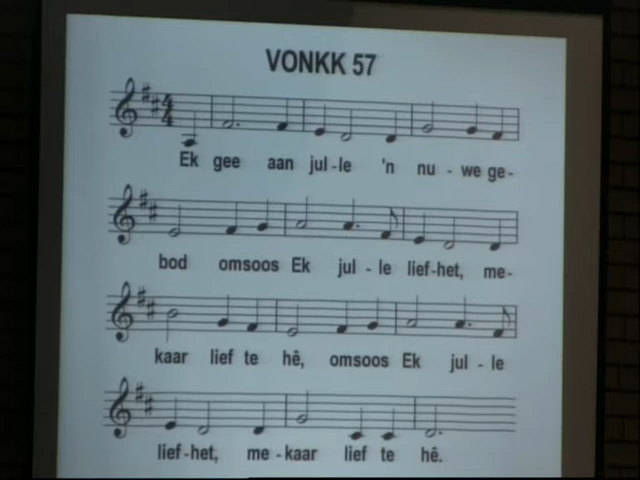 VONKK 57
Ek gee aan jul-le 'n nu - we ge-
bod omsoos Ek jul - le lief-het, me-
kaar lief te hê, omsoos Ek jul - le
lief-het, me - kaar lief te hê.